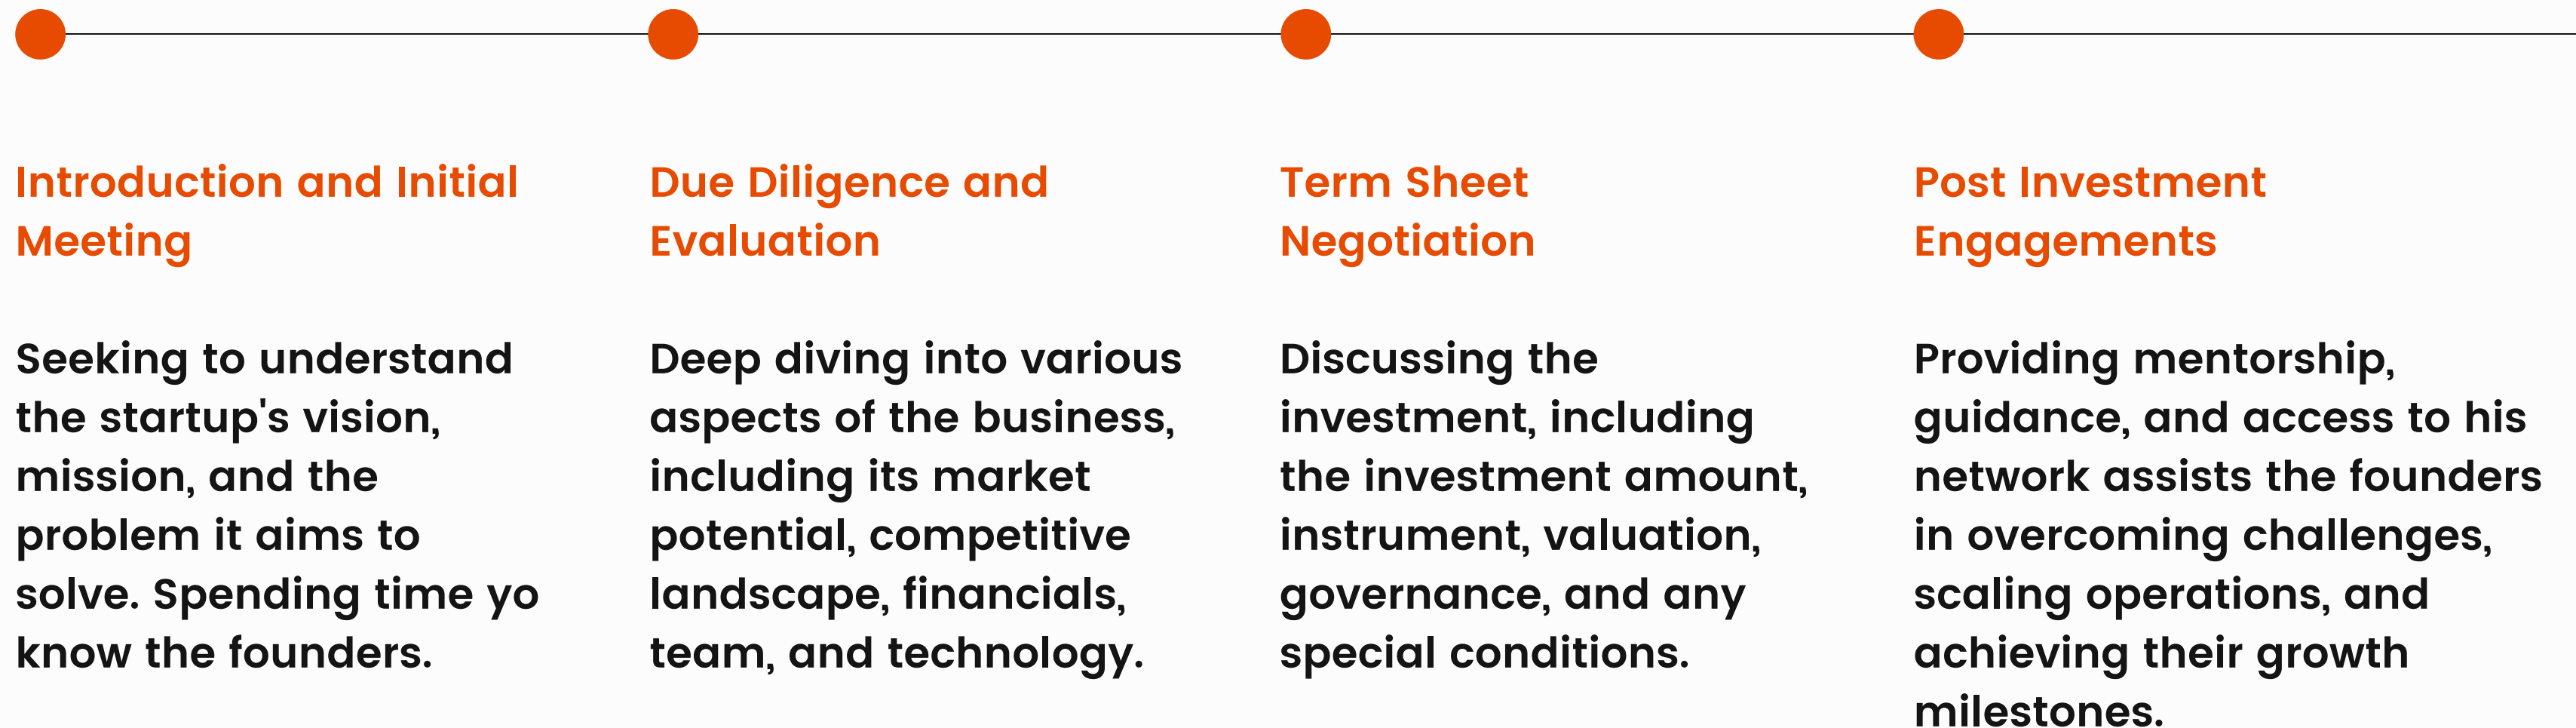 Introduction and Initial
Meeting
Seeking to understand
the startup's vision,
mission, and the
problem it aims to
solve. Spending time yo
know the founders.
Due Diligence and
Evaluation
Deep diving into various
aspects of the business,
including its market
potential, competitive
landscape, financials,
team, and technology.
Term Sheet
Negotiation
Discussing the
investment, including
the investment amount,
instrument, valuation,
governance, and any
special conditions.
Post Investment
Engagements
Providing mentorship,
guidance, and access to his
network assists the founders
in overcoming challenges,
scaling operations, and
achieving their growth
milestones.